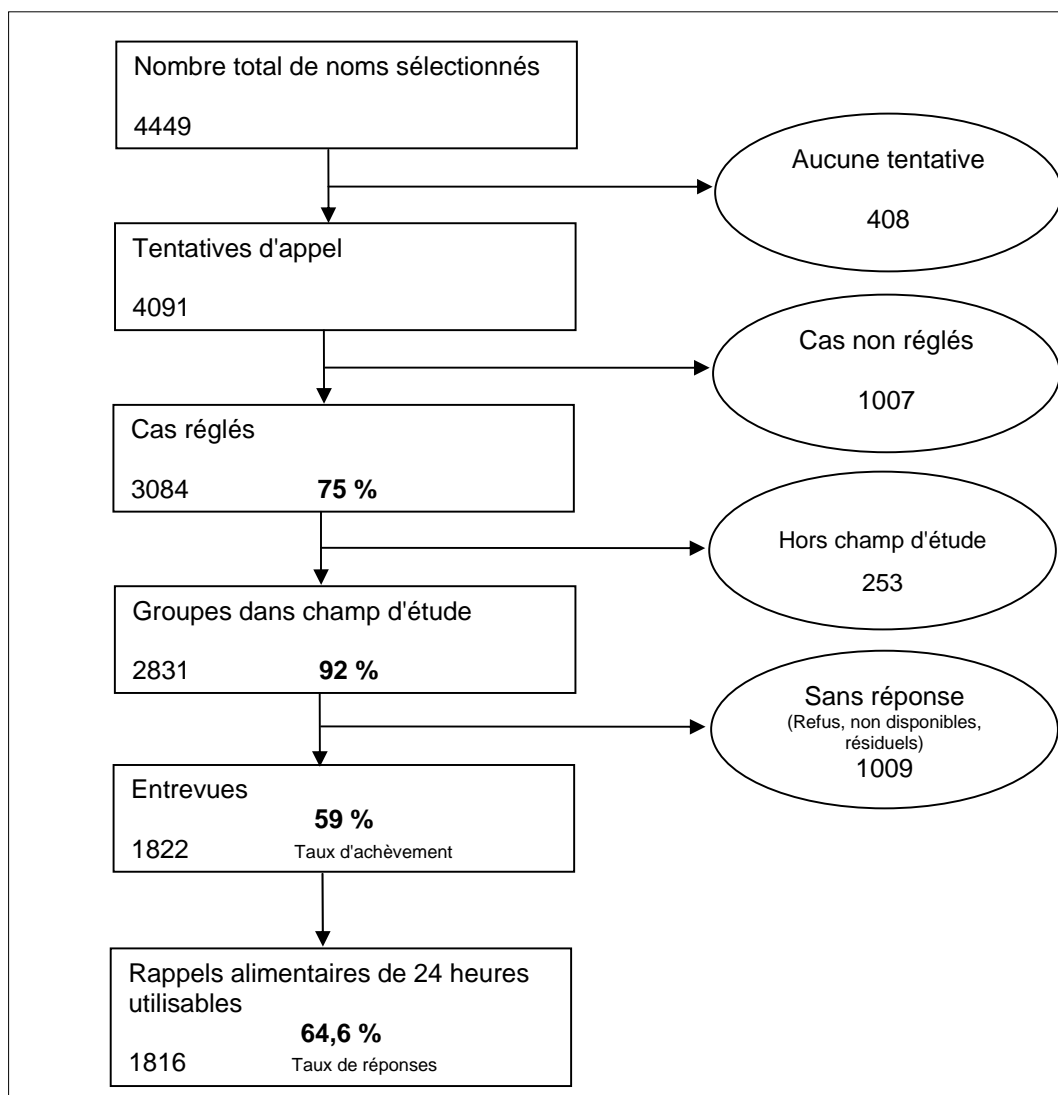 Nombre total de noms sélectionnés
4449
Aucune tentative
408
Tentatives d'appel
4091
Cas non réglés
1007
Cas réglés
3084 75 %
Hors champ d'étude
253
Groupes dans champ d'étude
2831 92 %
Sans réponse
(Refus, non disponibles,
résiduels)
1009
Entrevues
59 %
1822 Taux d'achèvement
Rappels alimentaires de 24 heures
utilisables
64,6 %
1816 Taux de réponses